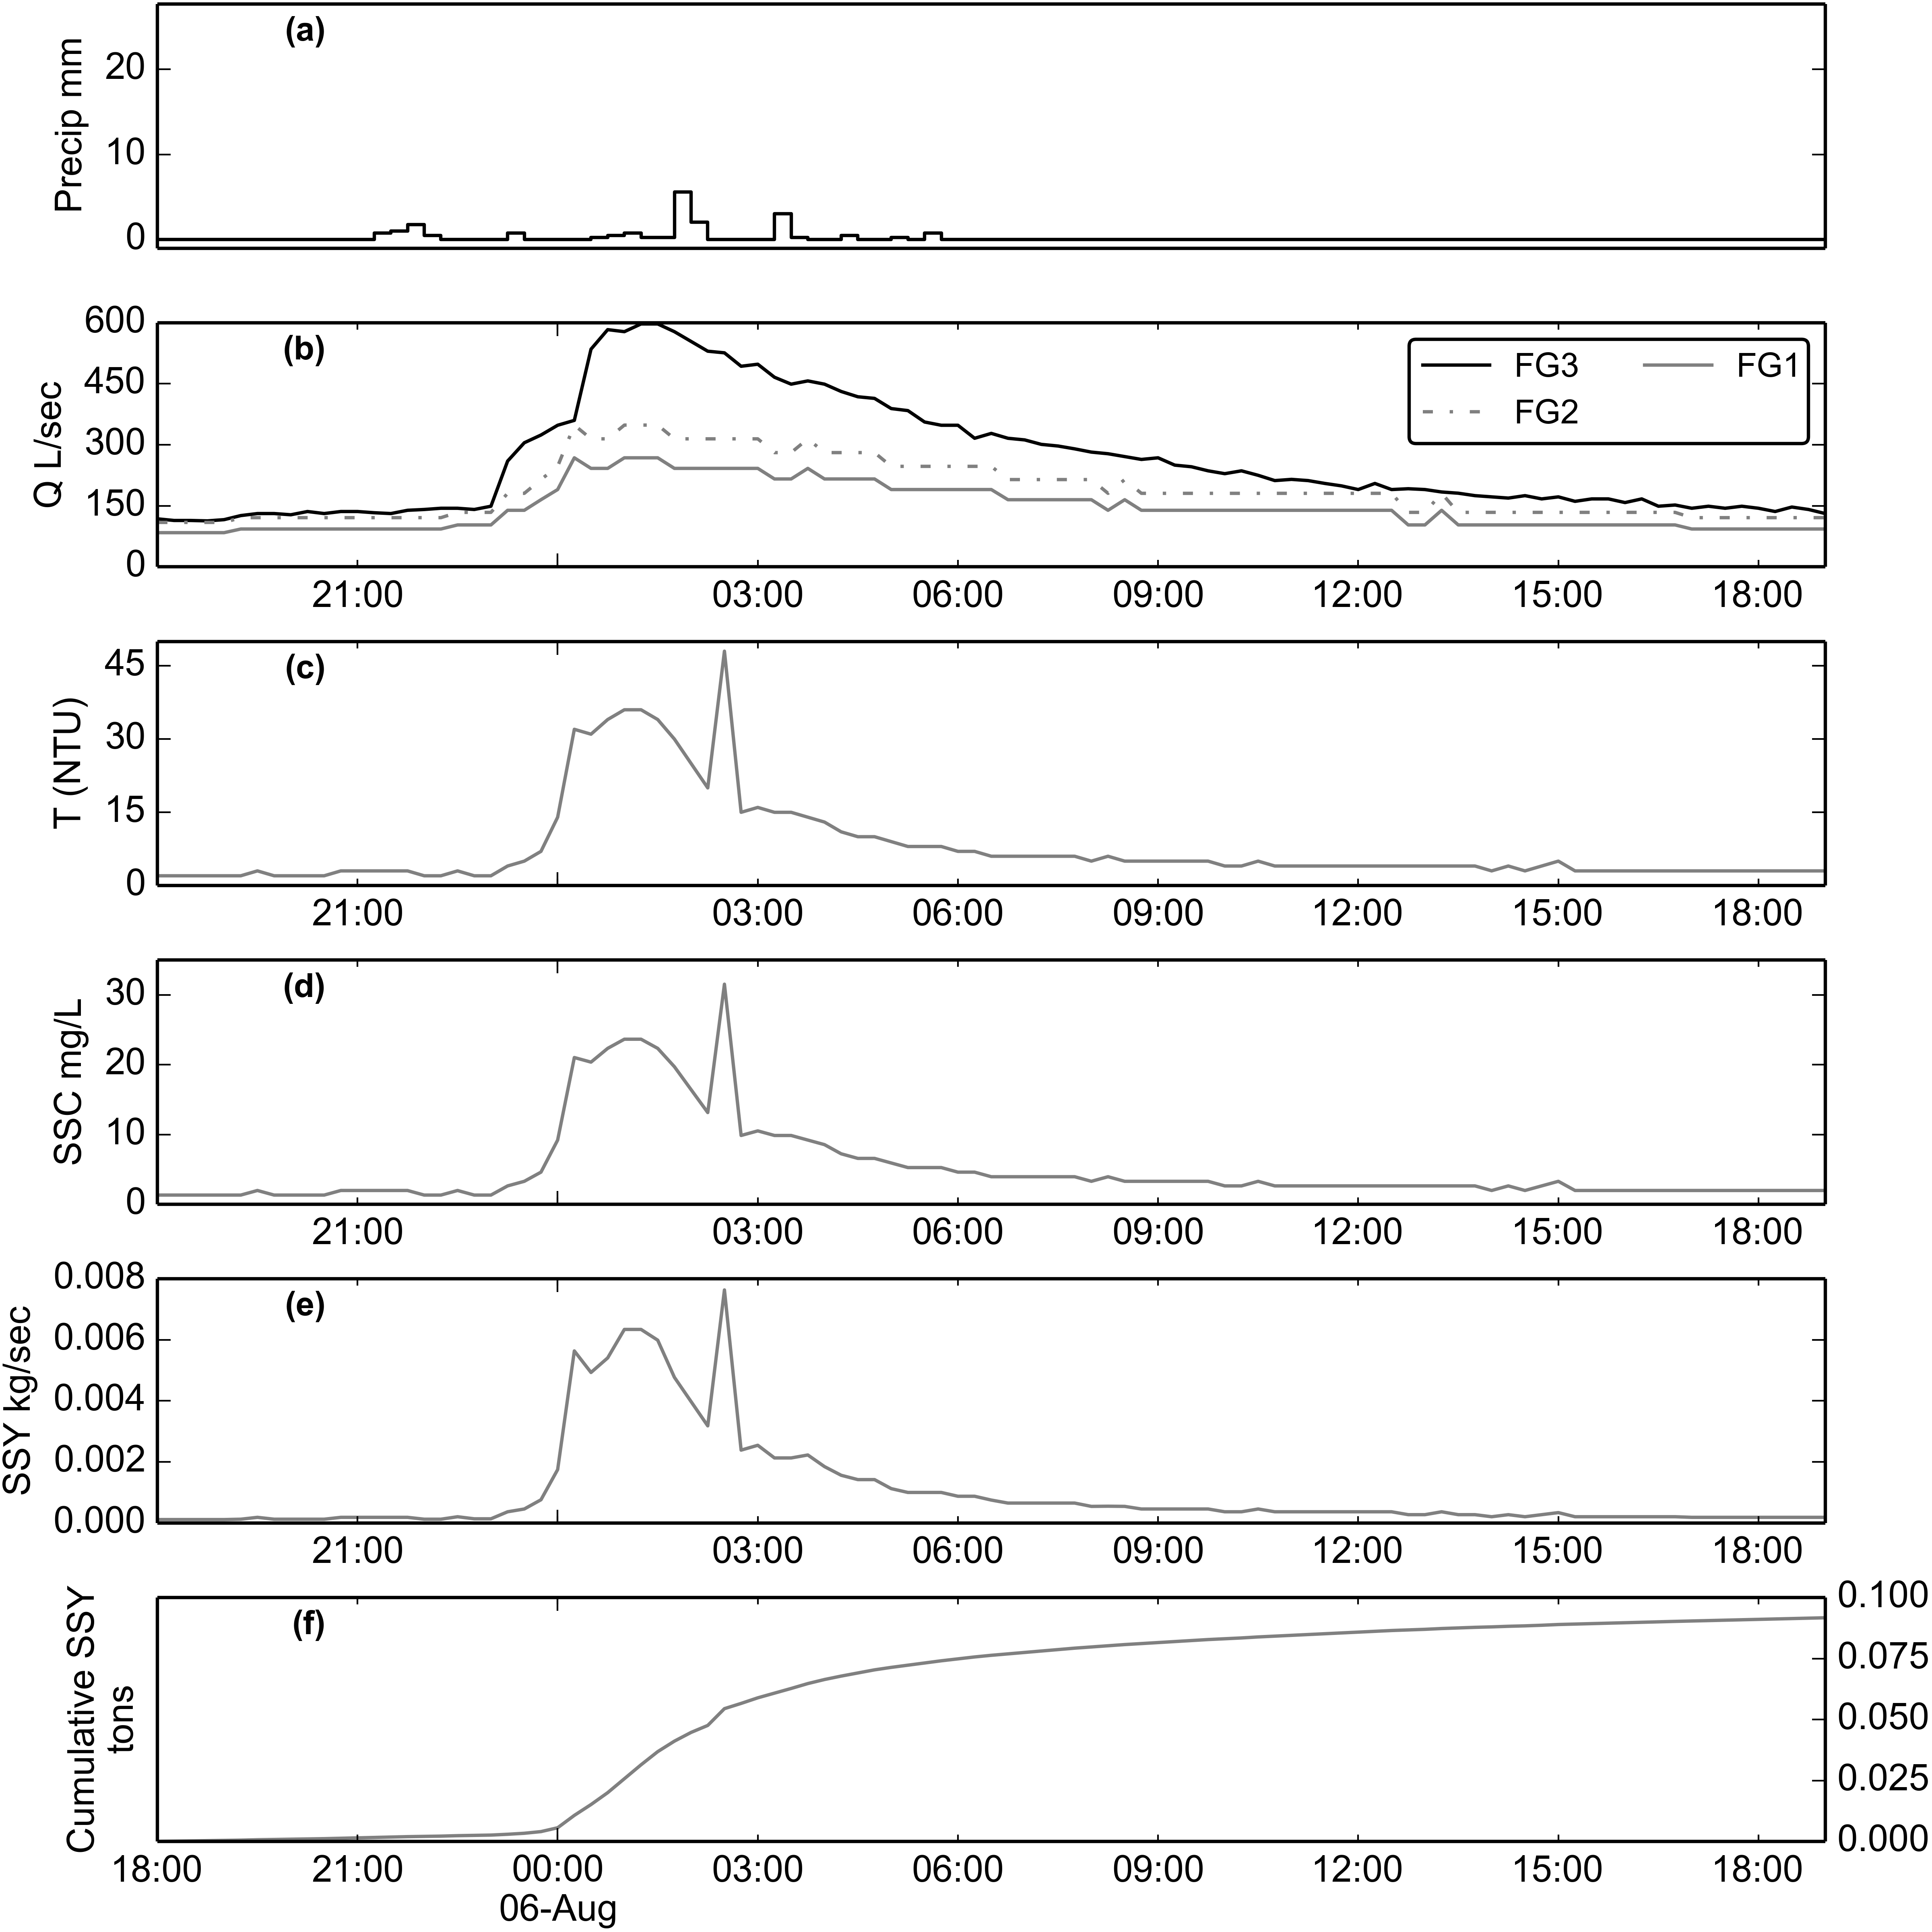 (a)
Precip mm
20
10
0
(b)
Q L/sec
600
450
300
150
0
FG3 FG1
FG2
21:00 03:00 06:00 09:00 12:00 15:00 18:00
(c)
T (NTU)
45
30
15
0
21:00 03:00 06:00 09:00 12:00 15:00 18:00
(d)
SSC mg/L
30
20
10
0
21:00 03:00 06:00 09:00 12:00 15:00 18:00
(e)
SSY kg/sec
0.008
0.006
0.004
0.002
0.000
21:00 03:00 06:00 09:00 12:00 15:00 18:00
(f)
Cumulative SSY
tons
0.100
0.075
0.050
0.025
0.000
18:00 21:00 00:00 03:00 06:00 09:00 12:00 15:00 18:00
06-Aug